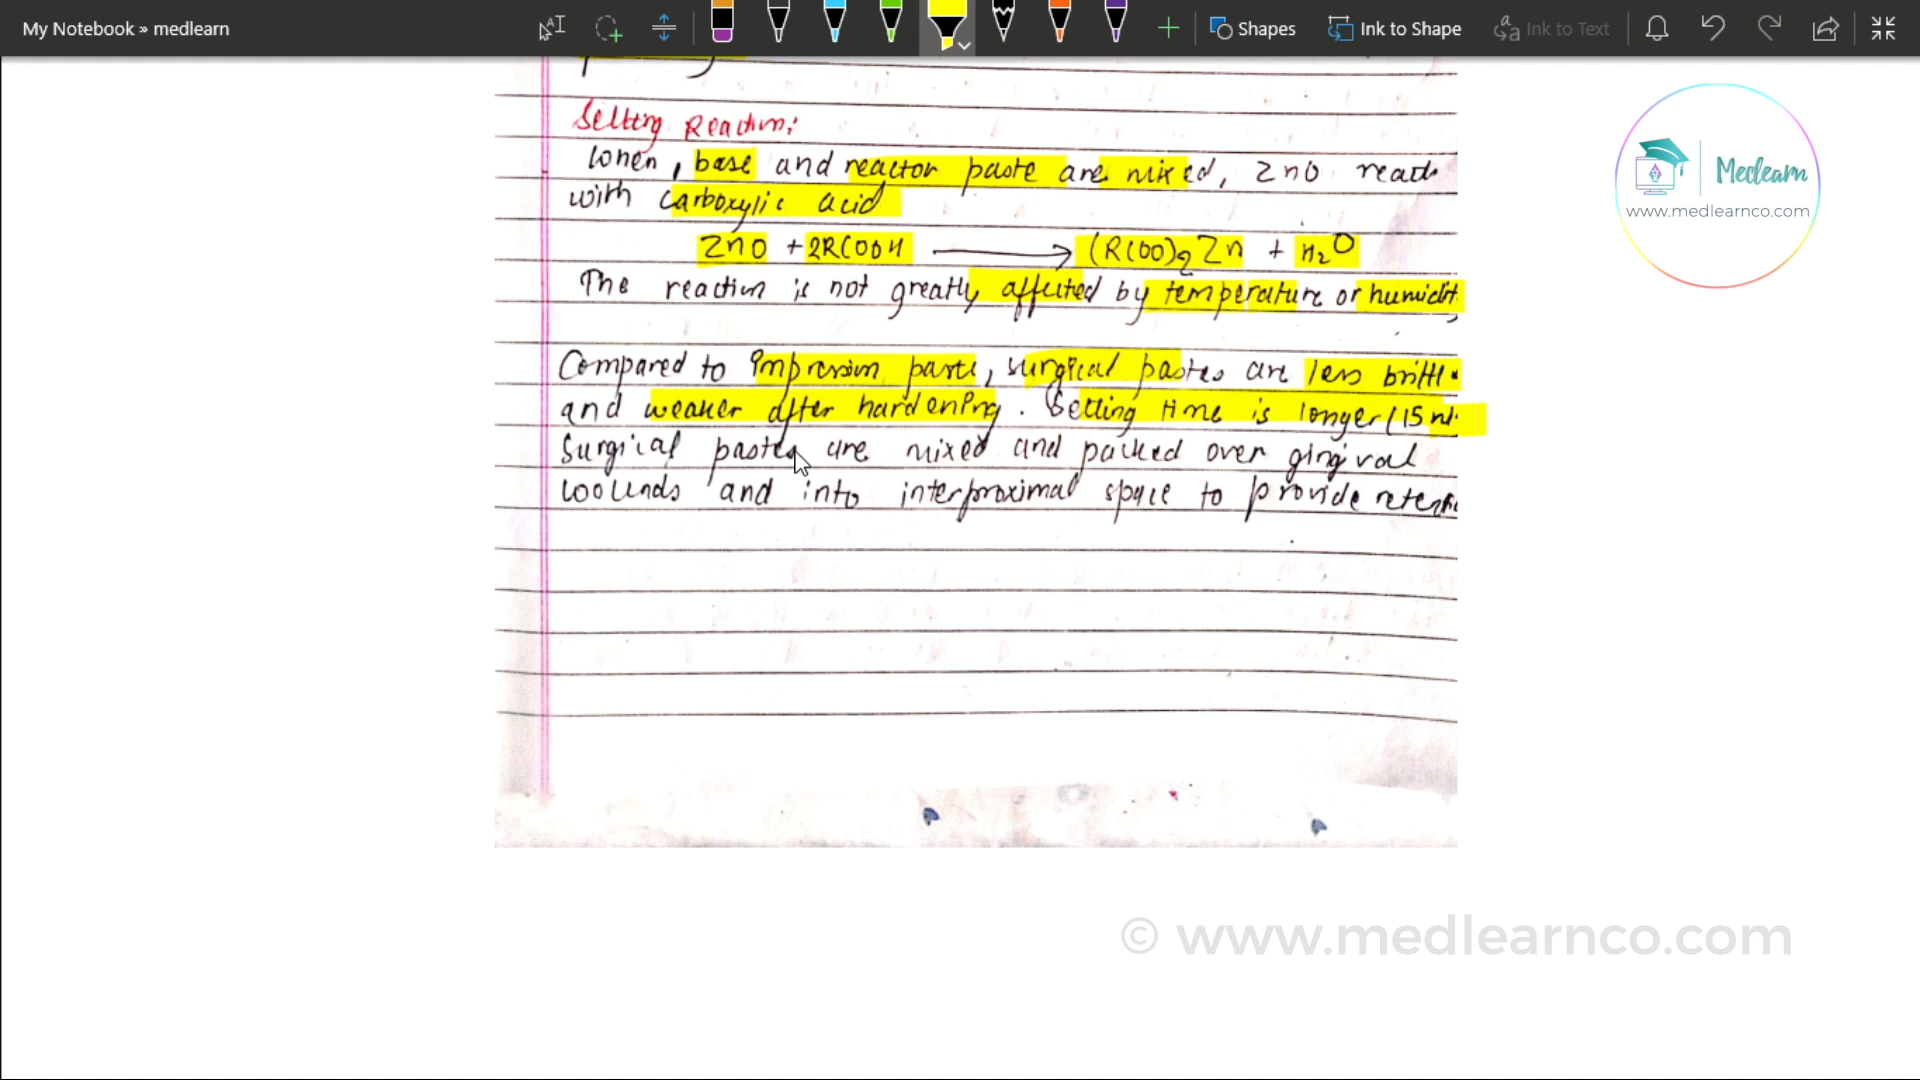 My Notebook » medlearn
Shapes
Ink to Shape
Ink to Text
Setting Reaction:
When, base and reactor paste are mixed, ZnO reacts
with carboxylic acid
ZnO + 2RCOOH → (RCOO)2Zn + H2O
The reaction is not greatly affected by temperature or humidity
Compared to impression paste, surgical pastes are less brittle
and weaker after hardening. Setting time is longer (15 m
Surgical pastes are mixed and packed over gingival
wounds and into interproximal space to provide retenti
Medlearn
www.medlearnco.com
© www.medlearnco.com